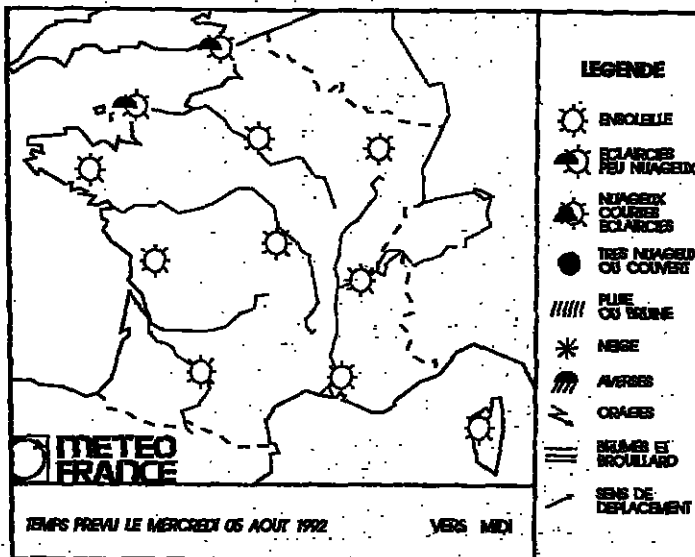 LEGENDE
ENSOLEILLE
ECLAIRCIES
PEU NUAGEUX
NUAGEUX
COURTES
ECLAIRCIES
TRES NUAGEUX
OU COUVERT
PLUIE
OU BRUINE
NEIGE
AVERSES
ORAGES
BRUMES ET
BROUILLARD
SENS DE
DEPLACEMENT
METEO
FRANCE
TEMPS PREVU LE MERCREDI 05 AOUT 1992 VERS MIDI